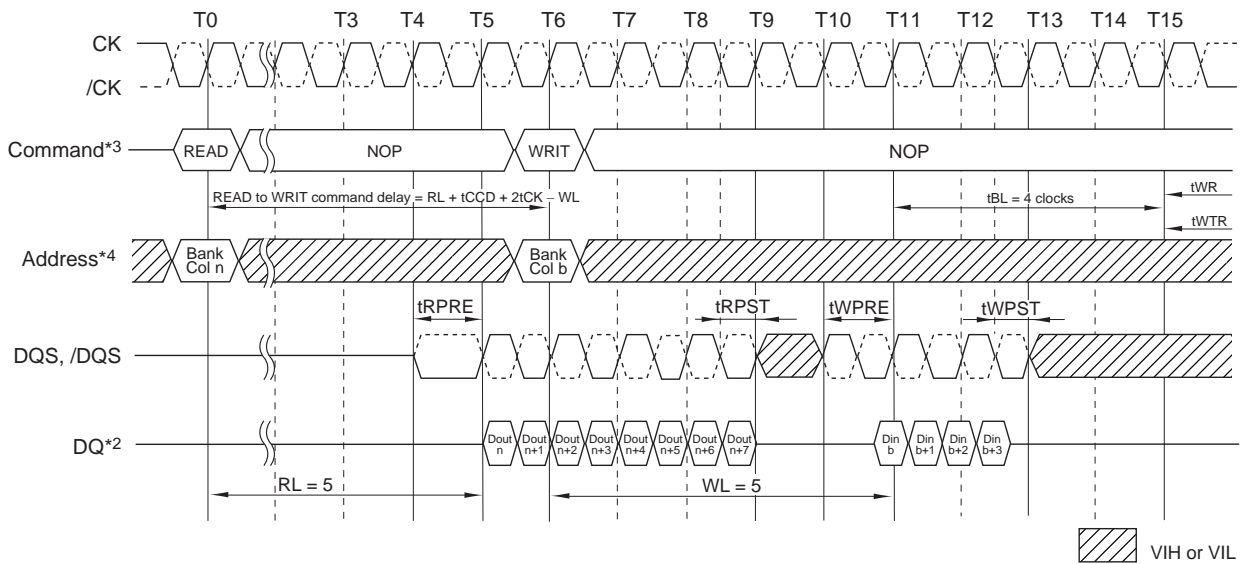 T0 T3 T4 T5 T6 T7 T8 T9 T10 T11 T12 T13 T14 T15
CK
/CK
Command*3 READ NOP WRIT NOP
READ to WRIT command delay = RL + tCCD + 2tCK − WL
tBL = 4 clocks
tWR
tWTR
Address*4
Bank
Col n
Bank
Col b
tRPRE tRPST tWPRE tWPST
DQS, /DQS
DQ*2
Dout
n
Dout
n+1
Dout
n+2
Dout
n+3
Dout
n+4
Dout
n+5
Dout
n+6
Dout
n+7
Din
b
Din
b+1
Din
b+2
Din
b+3
RL = 5 WL = 5
VIH or VIL